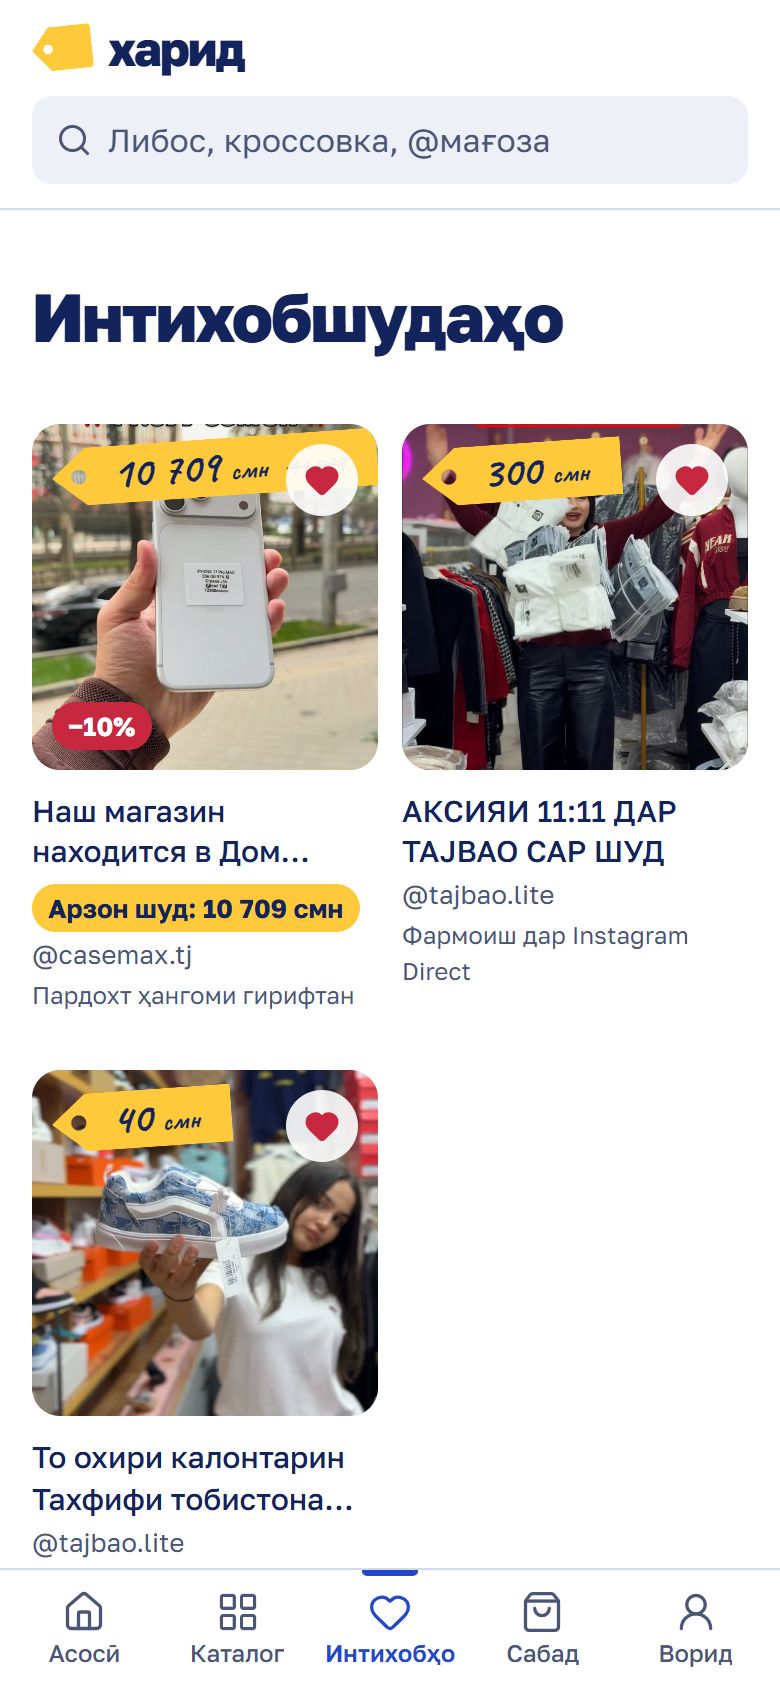 харид
Либос, кроссовка, @мағоза
Интихобшудаҳо
10 709 смн
300 смн
−10%
Наш магазин
находится в Дом...
Арзон шуд: 10 709 смн
@casemax.tj
Пардохт ҳангоми гирифтан
АКСИЯИ 11:11 ДАР
TAJBAO САР ШУД
@tajbao.lite
Фармоиш дар Instagram
Direct
40 смн
То охири калонтарин
Тахфифи тобистона...
@tajbao.lite
Асосӣ
Каталог
Интихобҳо
Сабад
Ворид